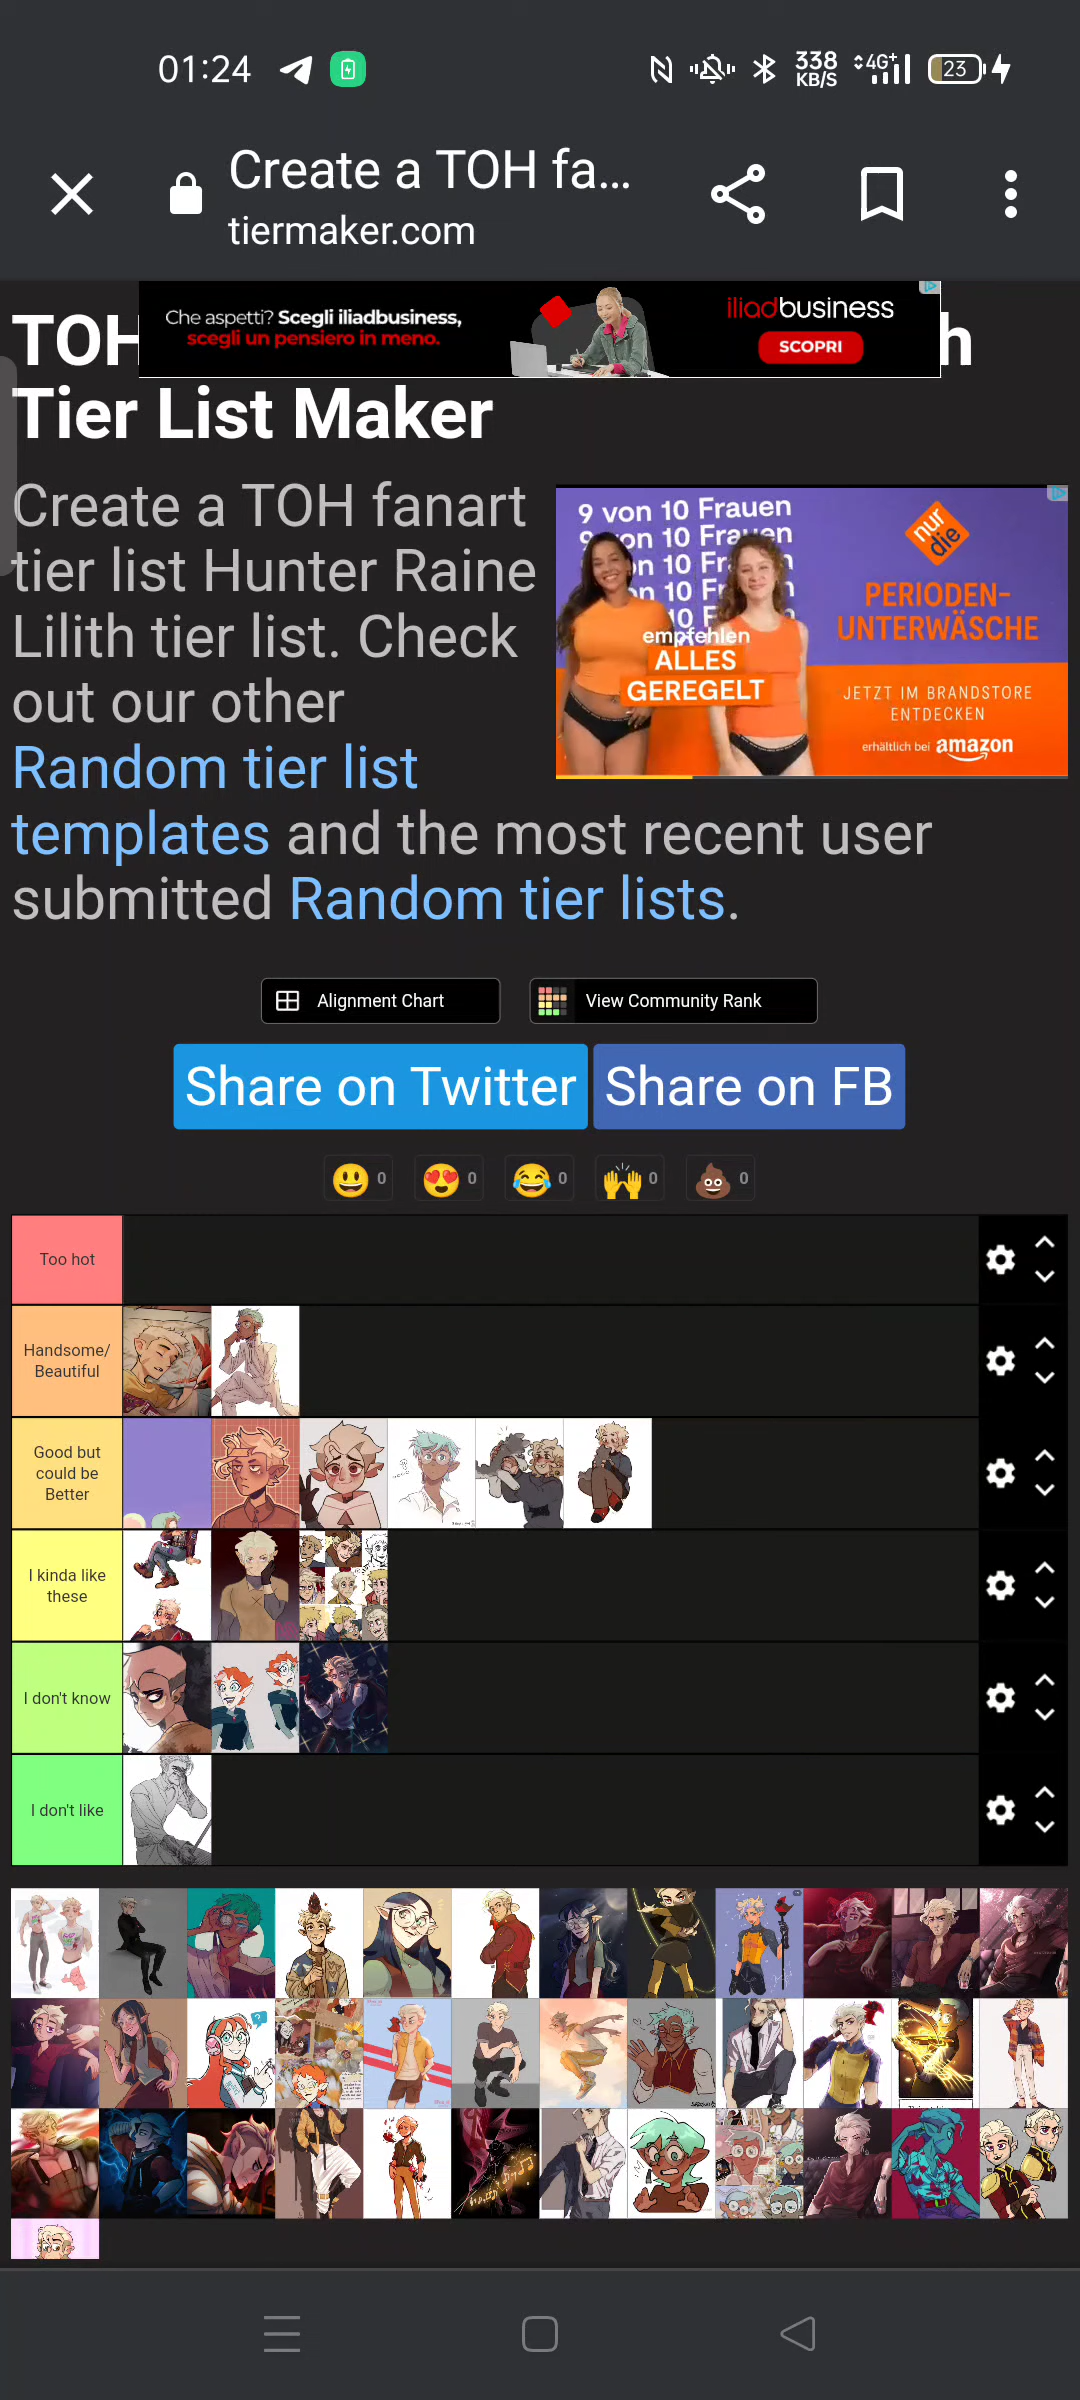 01:24
338
KB/S
4G+
23
Create a TOH fa...
tiermaker.com
Che aspetti? Scegli iliadbusiness,
scegli un pensiero in meno.
iliadbusiness
SCOPRI
TOH
h
Tier List Maker
Create a TOH fanart
tier list Hunter Raine
Lilith tier list. Check
out our other
Random tier list
templates and the most recent user
submitted Random tier lists.
9 von 10 Frauen
empfehlen
ALLES
GEREGELT
nur
die
PERIODEN-
UNTERWÄSCHE
JETZT IM BRANDSTORE
ENTDECKEN
erhältlich bei amazon
Alignment Chart
View Community Rank
Share on Twitter
Share on FB
0
0
0
0
0
Too hot
Handsome/
Beautiful
Good but
could be
Better
I kinda like
these
I don't know
I don't like